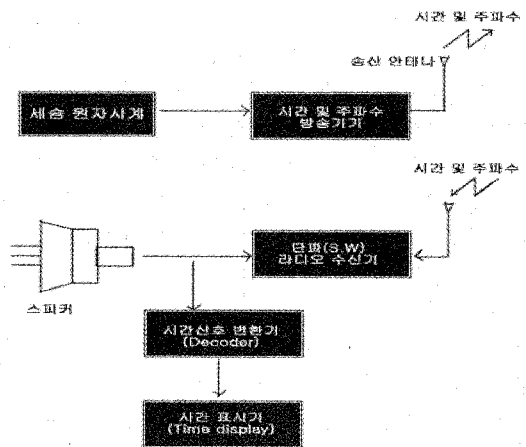 시간 및 주파수
송신 안테나
세슘 원자시계
시간 및 주파수
방송기기
시간 및 주파수
단파(S.W)
라디오 수신기
스피커
시간신호 변환기
(Decoder)
시간 표시기
(Time display)